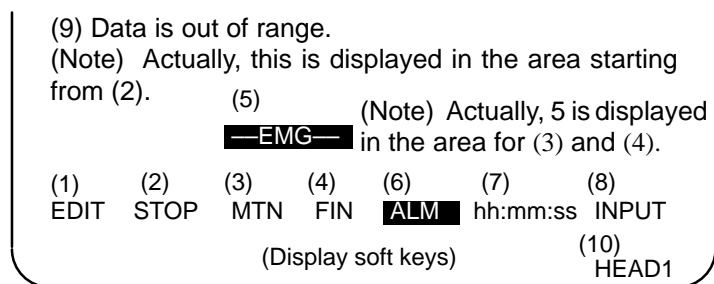 (9) Data is out of range.
(Note) Actually, this is displayed in the area starting
from (2).
(5)
(Note) Actually, 5 is displayed
—EMG— in the area for (3) and (4).
(1) (2) (3) (4) (6) (7) (8)
EDIT STOP MTN FIN ALM hh:mm:ss INPUT
(Display soft keys) (10)
HEAD1